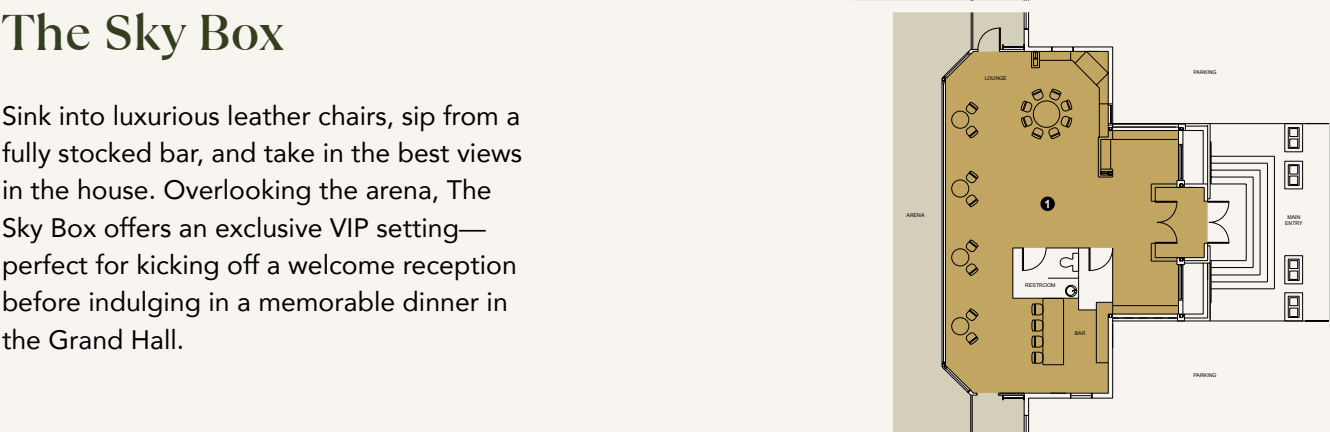 The Sky Box
Sink into luxurious leather chairs, sip from a
fully stocked bar, and take in the best views
in the house. Overlooking the arena, The
Sky Box offers an exclusive VIP setting—
perfect for kicking off a welcome reception
before indulging in a memorable dinner in
the Grand Hall.
LOUNGE
PARKING
1
ARENA
MAIN
ENTRY
RESTROOM
BAR
PARKING